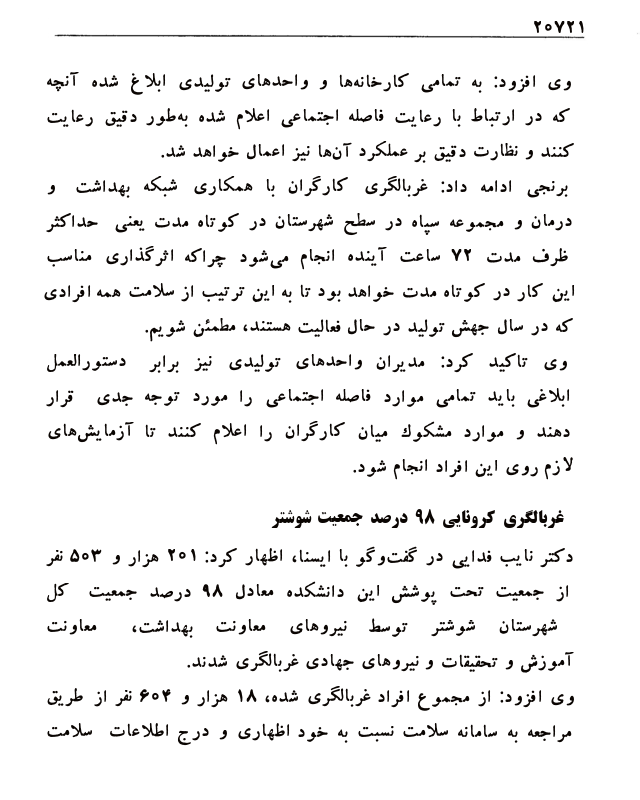 ۲۰۷۲۱
وی افزود: به تمامی کارخانه‌ها و واحدهای تولیدی ابلاغ شده آنچه
که در ارتباط با رعایت فاصله اجتماعی اعلام شده به‌طور دقیق رعایت
کنند و نظارت دقیق بر عملکرد آن‌ها نیز اعمال خواهد شد.
برنجی ادامه داد: غربالگری کارگران با همکاری شبکه بهداشت و
درمان و مجموعه سپاه در سطح شهرستان در کوتاه مدت یعنی حداکثر
ظرف مدت ۷۲ ساعت آینده انجام می‌شود چراکه اثرگذاری مناسب
این کار در کوتاه مدت خواهد بود تا به این ترتیب از سلامت همه افرادی
که در سال جهش تولید در حال فعالیت هستند، مطمئن شویم.
وی تاکید کرد: مدیران واحدهای تولیدی نیز برابر دستورالعمل
ابلاغی باید تمامی موارد فاصله اجتماعی را مورد توجه جدی قرار
دهند و موارد مشکوك میان کارگران را اعلام کنند تا آزمایش‌های
لازم روی این افراد انجام شود.
غربالگری کرونایی ۹۸ درصد جمعیت شوشتر
دکتر نایب فدایی در گفت‌وگو با ایسنا، اظهار کرد: ۲۰۱ هزار و ۵۰۳ نفر
از جمعیت تحت پوشش این دانشکده معادل ۹۸ درصد جمعیت کل
شهرستان شوشتر توسط نیروهای معاونت بهداشت، معاونت
آموزش و تحقیقات و نیروهای جهادی غربالگری شدند.
وی افزود: از مجموع افراد غربالگری شده، ۱۸ هزار و ۶۰۴ نفر از طریق
مراجعه به سامانه سلامت نسبت به خود اظهاری و درج اطلاعات سلامت